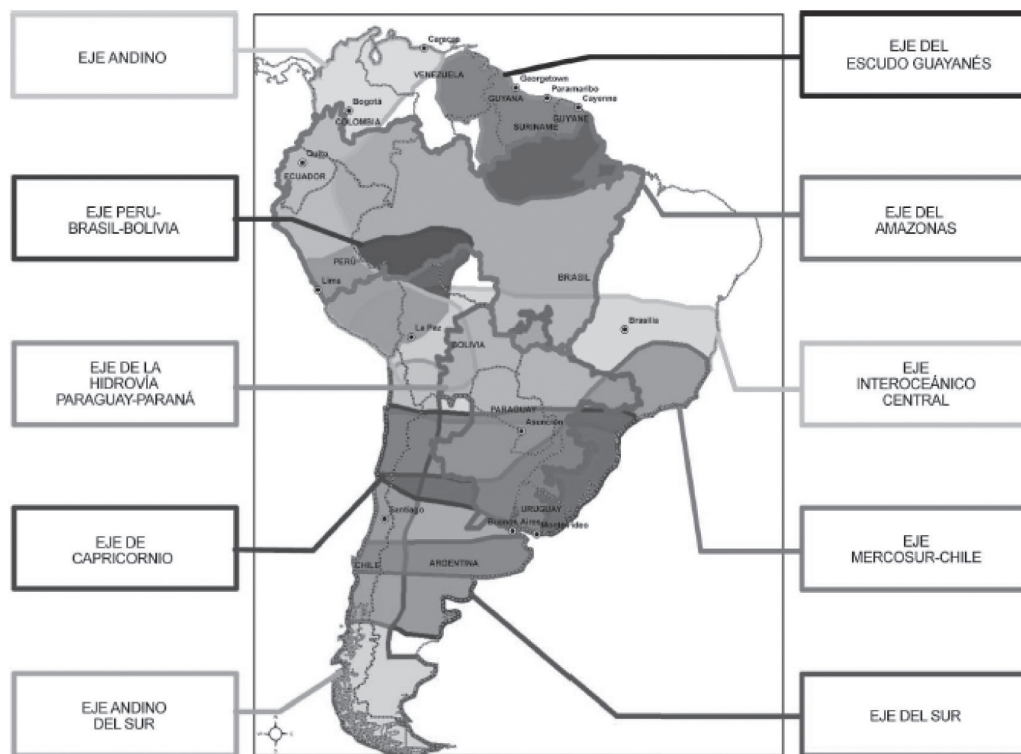 EJE ANDINO
EJE PERU-
BRASIL-BOLIVIA
EJE DE LA
HIDROVÍA
PARAGUAY-PARANÁ
EJE DE
CAPRICORNIO
EJE ANDINO
DEL SUR
Caracas
VENEZUELA
Georgetown
GUYANA
Paramaribo
Cayenne
GUYANE
SURINAME
Bogotá
COLOMBIA
Quito
ECUADOR
PERÚ
BRASIL
Lima
La Paz
Brasilia
BOLIVIA
PARAGUAY
Asunción
Santiago
URUGUAY
Buenos Aires
Montevideo
CHILE
ARGENTINA
EJE DEL
ESCUDO GUAYANÉS
EJE DEL
AMAZONAS
EJE
INTEROCEÁNICO
CENTRAL
EJE
MERCOSUR-CHILE
EJE DEL SUR